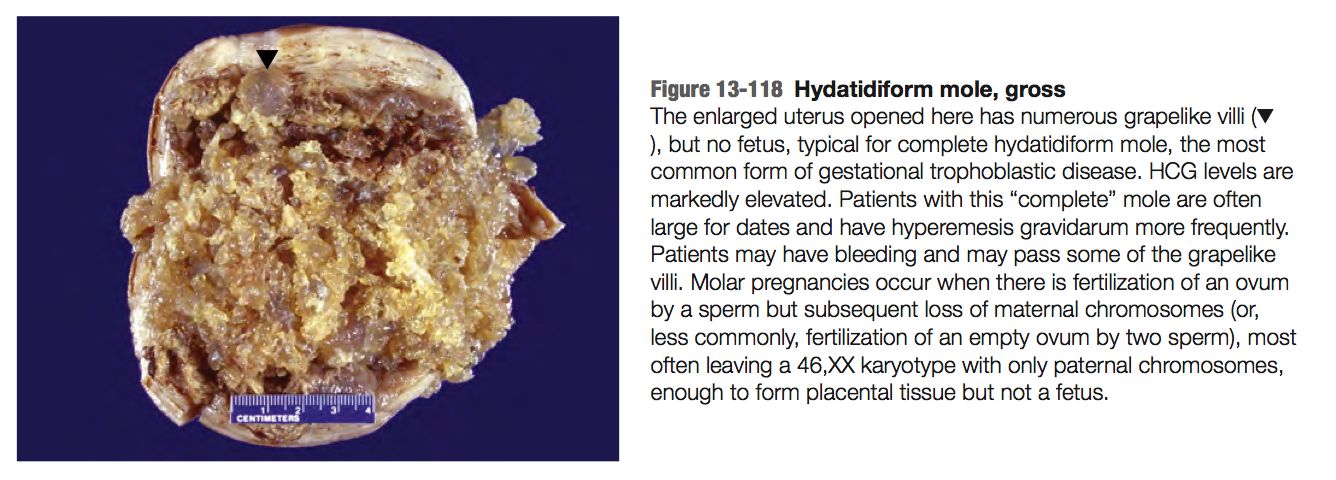 Figure 13-118 Hydatidiform mole, gross
The enlarged uterus opened here has numerous grapelike villi (▼
), but no fetus, typical for complete hydatidiform mole, the most
common form of gestational trophoblastic disease. HCG levels are
markedly elevated. Patients with this “complete” mole are often
large for dates and have hyperemesis gravidarum more frequently.
Patients may have bleeding and may pass some of the grapelike
villi. Molar pregnancies occur when there is fertilization of an ovum
by a sperm but subsequent loss of maternal chromosomes (or,
less commonly, fertilization of an empty ovum by two sperm), most
often leaving a 46,XX karyotype with only paternal chromosomes,
enough to form placental tissue but not a fetus.
1 2 3 4
CENTIMETERS